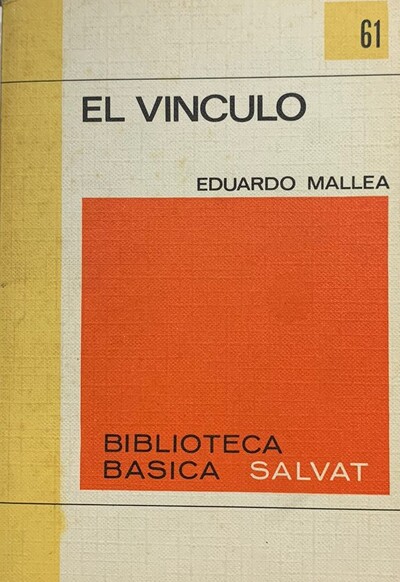 61
EL VINCULO
EDUARDO MALLEA
BIBLIOTECA
BASICA SALVAT